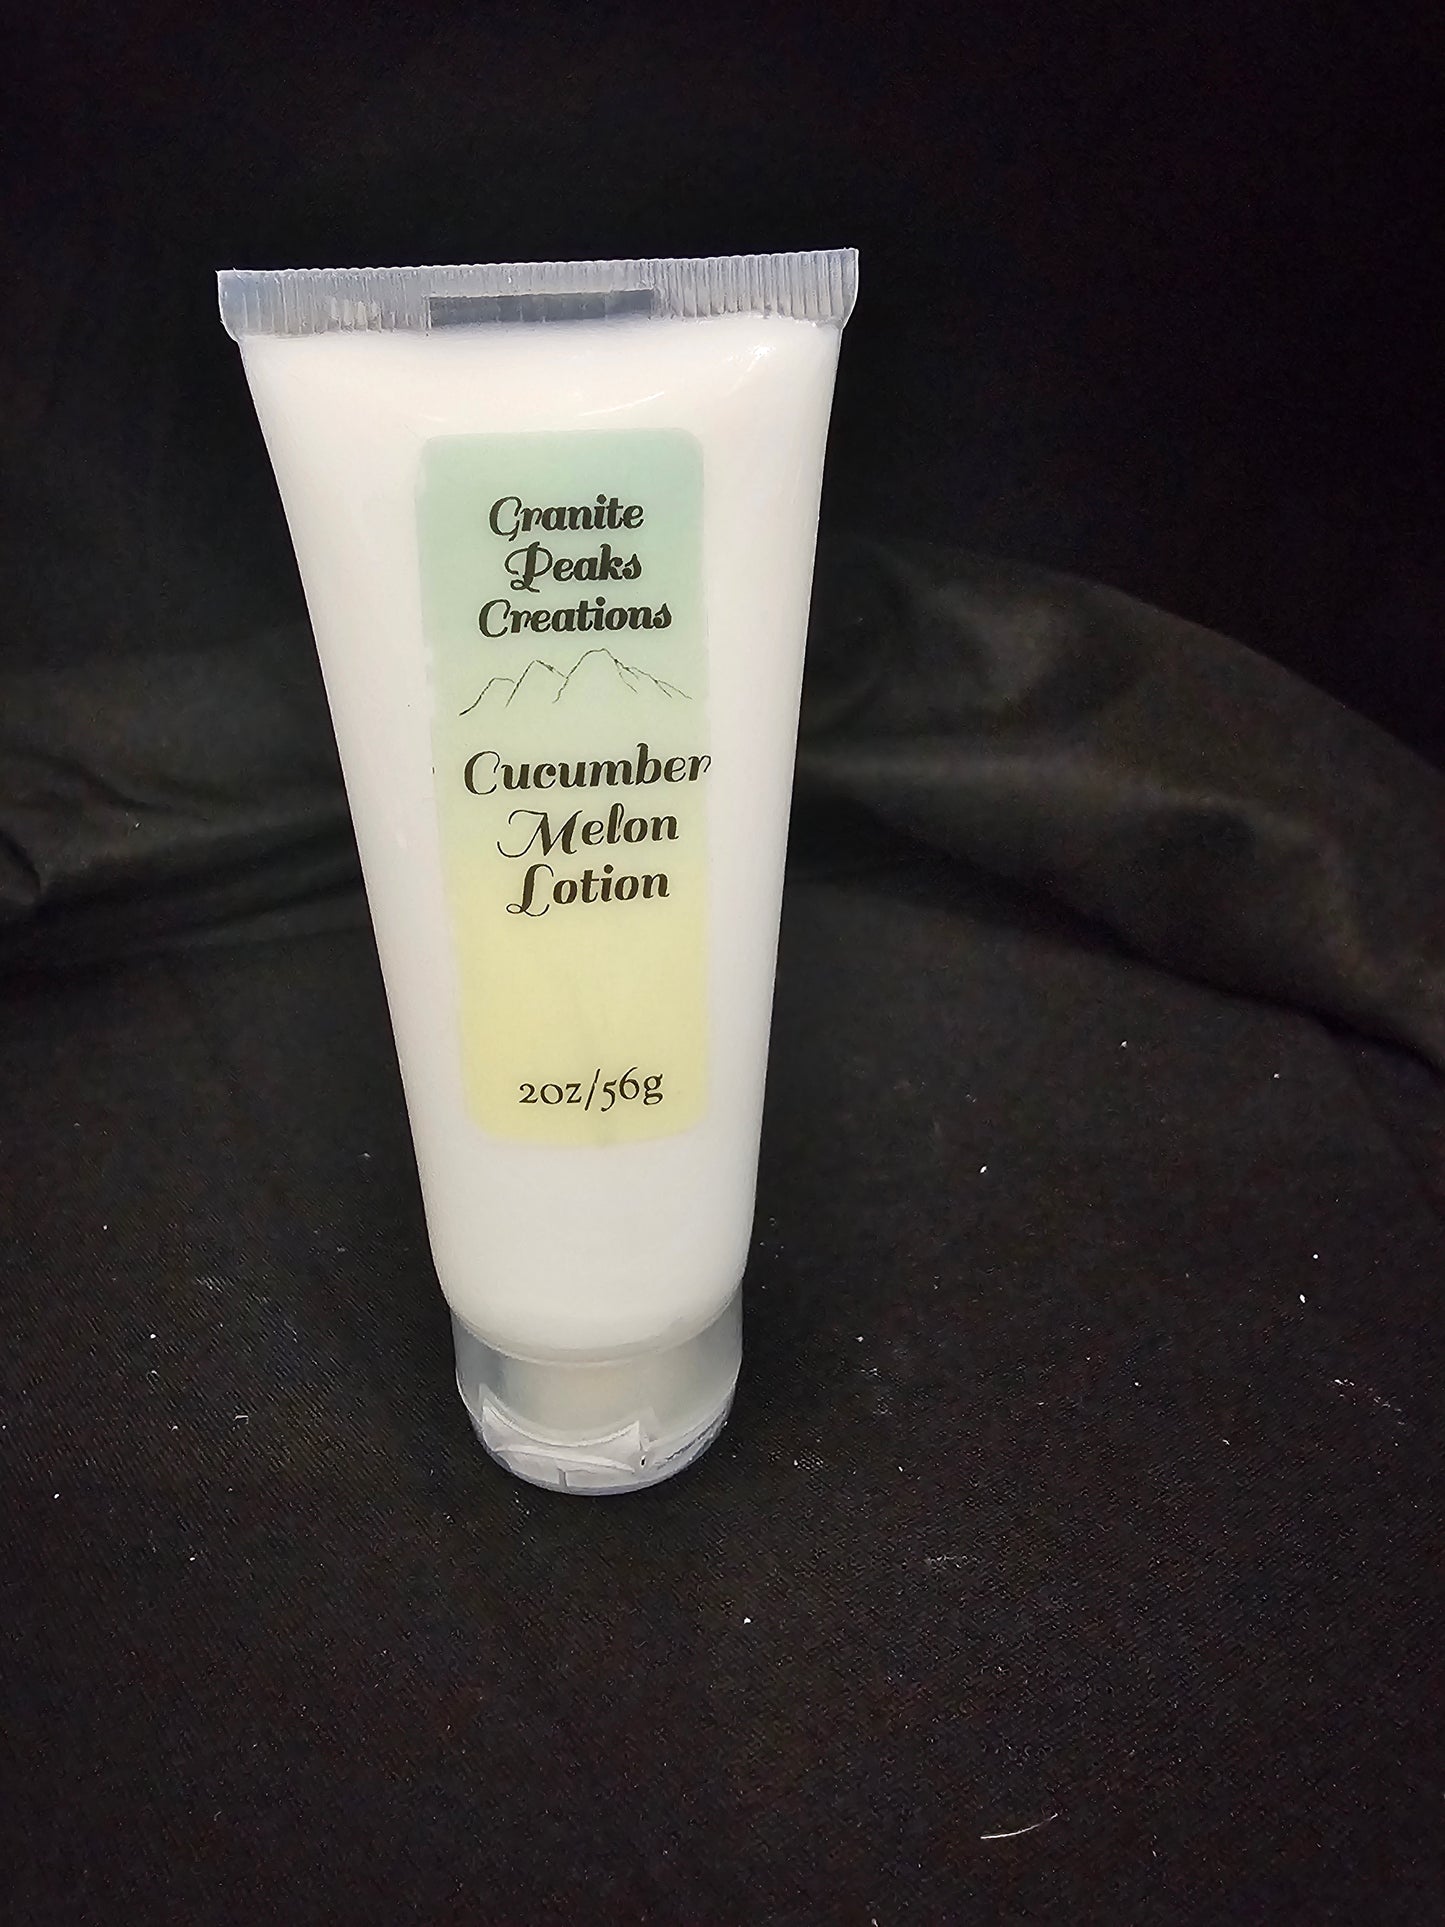 Granite
Peaks
Creations
Cucumber
Melon
Lotion
2oz/56g